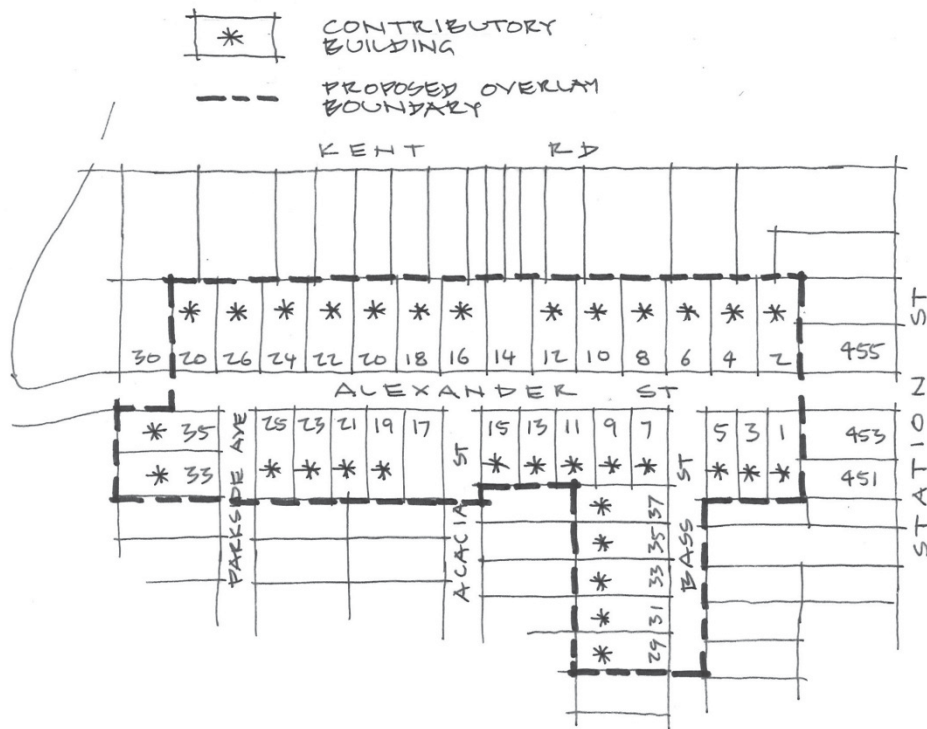 CONTRIBUTORY
BUILDING
PROPOSED OVERLAY
BOUNDARY
KENT RD
30 20 26 24 22 20 18 16 14 12 10 8 6 4 2 455
ALEXANDER ST
35 25 23 21 19 17 15 13 11 9 7 5 3 1 453
33 451
PARKSIDE AVE
ACACIA ST
BASS ST
37
35
33
31
29
STATION ST